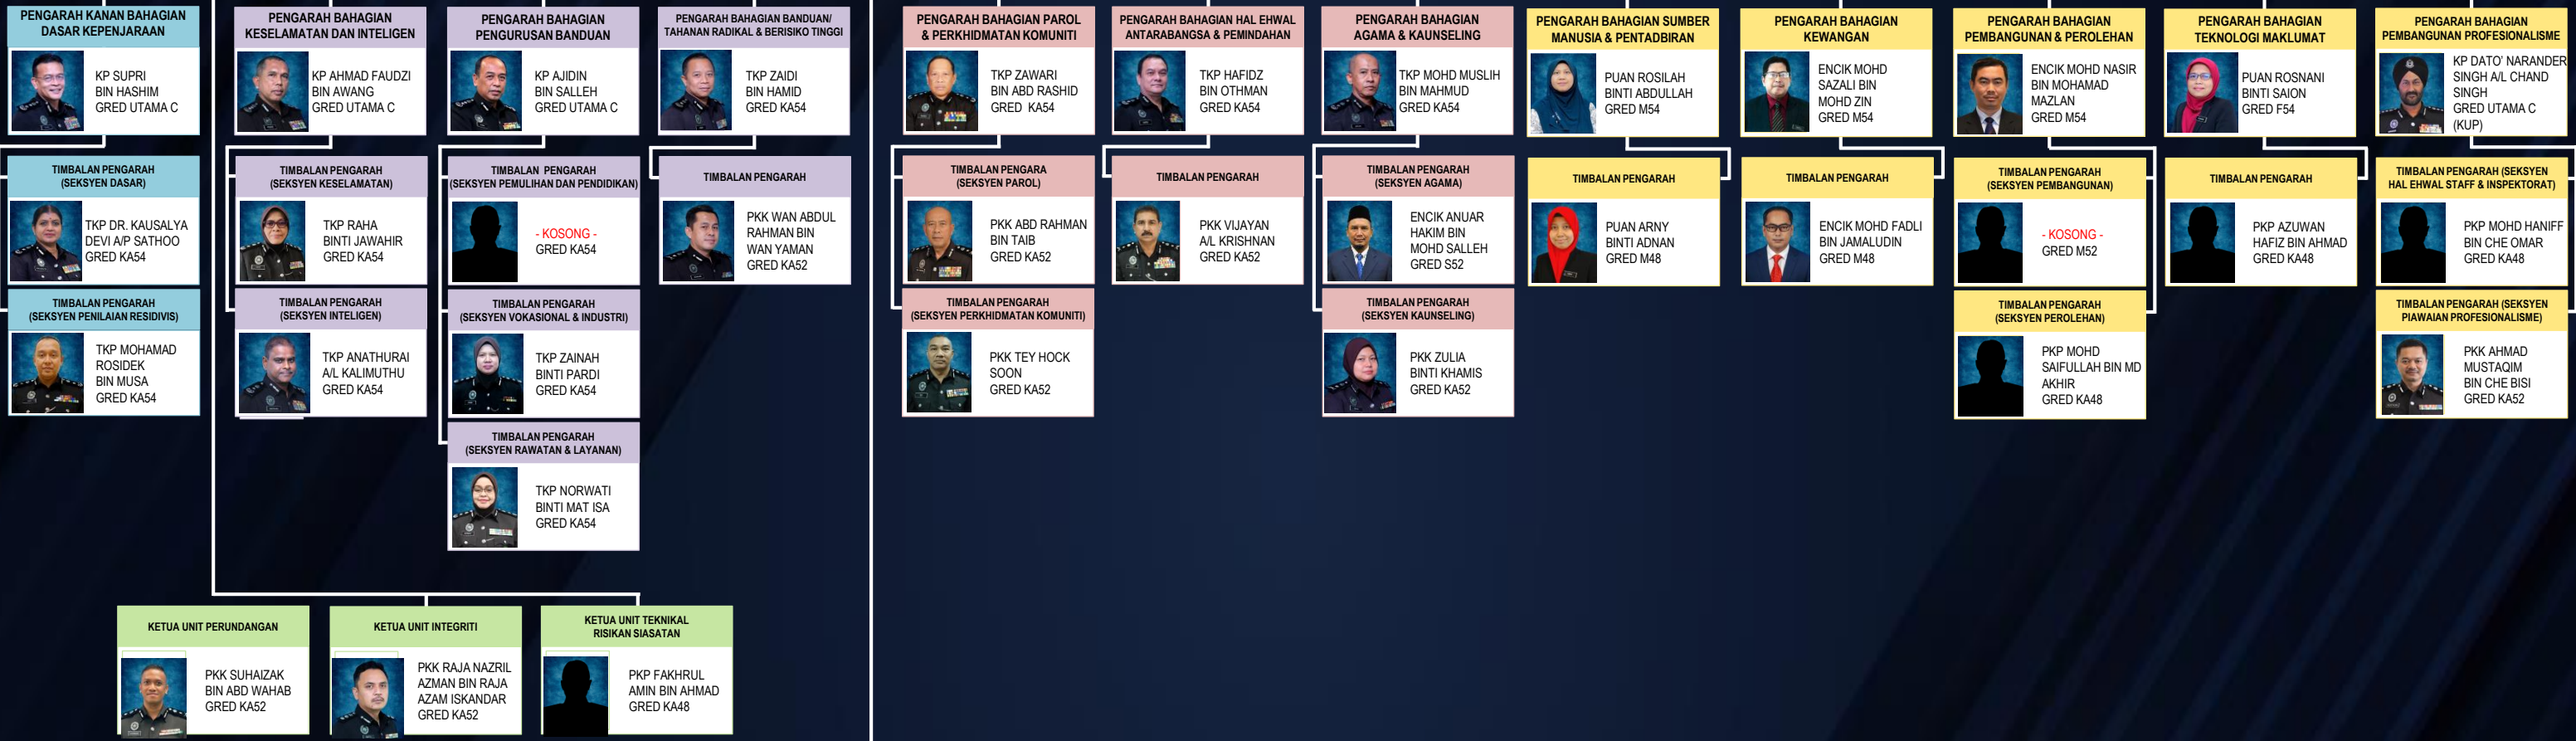 PENGARAH KANAN BAHAGIAN
DASAR KEPENJARAAN
KP SUPRI
BIN HASHIM
GRED UTAMA C
TIMBALAN PENGARAH
(SEKSYEN DASAR)
TKP DR. KAUSALYA
DEVI A/P SATHOO
GRED KA54
TIMBALAN PENGARAH
(SEKSYEN PENILAIAN RESIDIVIS)
TKP MOHAMAD
ROSIDEK
BIN MUSA
GRED KA54
PENGARAH BAHAGIAN
KESELAMATAN DAN INTELIGEN
KP AHMAD FAUDZI
BIN AWANG
GRED UTAMA C
TIMBALAN PENGARAH
(SEKSYEN KESELAMATAN)
TKP RAHA
BINTI JAWAHIR
GRED KA54
TIMBALAN PENGARAH
(SEKSYEN INTELIGEN)
TKP ANATHURAI
A/L KALIMUTHU
GRED KA54
PENGARAH BAHAGIAN
PENGURUSAN BANDUAN
KP AJIDIN
BIN SALLEH
GRED UTAMA C
TIMBALAN PENGARAH
(SEKSYEN PEMULIHAN DAN PENDIDIKAN)
- KOSONG -
GRED KA54
TIMBALAN PENGARAH
(SEKSYEN VOKASIONAL & INDUSTRI)
TKP ZAINAH
BINTI PARDI
GRED KA54
TIMBALAN PENGARAH
(SEKSYEN RAWATAN & LAYANAN)
TKP NORWATI
BINTI MAT ISA
GRED KA54
PENGARAH BAHAGIAN BANDUAN/
TAHANAN RADIKAL & BERISIKO TINGGI
TKP ZAIDI
BIN HAMID
GRED KA54
TIMBALAN PENGARAH
PKK WAN ABDUL
RAHMAN BIN
WAN YAMAN
GRED KA52
PENGARAH BAHAGIAN PAROL
& PERKHIDMATAN KOMUNITI
TKP ZAWARI
BIN ABD RASHID
GRED KA54
TIMBALAN PENGARA
(SEKSYEN PAROL)
PKK ABD RAHMAN
BIN TAIB
GRED KA52
TIMBALAN PENGARAH
(SEKSYEN PERKHIDMATAN KOMUNITI)
PKK TEY HOCK
SOON
GRED KA52
PENGARAH BAHAGIAN HAL EHWAL
ANTARABANGSA & PEMINDAHAN
TKP HAFIDZ
BIN OTHMAN
GRED KA54
TIMBALAN PENGARAH
PKK VIJAYAN
A/L KRISHNAN
GRED KA52
PENGARAH BAHAGIAN
AGAMA & KAUNSELING
TKP MOHD MUSLIH
BIN MAHMUD
GRED KA54
TIMBALAN PENGARAH
(SEKSYEN AGAMA)
ENCIK ANUAR
HAKIM BIN
MOHD SALLEH
GRED S52
TIMBALAN PENGARAH
(SEKSYEN KAUNSELING)
PKK ZULIA
BINTI KHAMIS
GRED KA52
PENGARAH BAHAGIAN SUMBER
MANUSIA & PENTADBIRAN
PUAN ROSILAH
BINTI ABDULLAH
GRED M54
TIMBALAN PENGARAH
PUAN ARNY
BINTI ADNAN
GRED M48
PENGARAH BAHAGIAN
KEWANGAN
ENCIK MOHD
SAZALI BIN
MOHD ZIN
GRED M54
TIMBALAN PENGARAH
ENCIK MOHD FADLI
BIN JAMALUDIN
GRED M48
PENGARAH BAHAGIAN
PEMBANGUNAN & PEROLEHAN
ENCIK MOHD NASIR
BIN MOHAMAD
MAZLAN
GRED M54
TIMBALAN PENGARAH
(SEKSYEN PEMBANGUNAN)
- KOSONG -
GRED M52
TIMBALAN PENGARAH
(SEKSYEN PEROLEHAN)
PKP MOHD
SAIFULLAH BIN MD
AKHIR
GRED KA48
PENGARAH BAHAGIAN
TEKNOLOGI MAKLUMAT
PUAN ROSNANI
BINTI SAION
GRED F54
TIMBALAN PENGARAH
PKP AZUWAN
HAFIZ BIN AHMAD
GRED KA48
PENGARAH BAHAGIAN
PEMBANGUNAN PROFESIONALISME
KP DATO' NARANDER
SINGH A/L CHAND
SINGH
GRED UTAMA C
(KUP)
TIMBALAN PENGARAH (SEKSYEN
HAL EHWAL STAFF & INSPEKTORAT)
PKP MOHD HANIFF
BIN CHE OMAR
GRED KA48
TIMBALAN PENGARAH (SEKSYEN
PIAWAIAN PROFESIONALISME)
PKK AHMAD
MUSTAQIM
BIN CHE BISI
GRED KA52
KETUA UNIT PERUNDANGAN
PKK SUHAIZAK
BIN ABD WAHAB
GRED KA52
KETUA UNIT INTEGRITI
PKK RAJA NAZRIL
AZMAN BIN RAJA
AZAM ISKANDAR
GRED KA52
KETUA UNIT TEKNIKAL
RISIKAN SIASATAN
PKP FAKHRUL
AMIN BIN AHMAD
GRED KA48